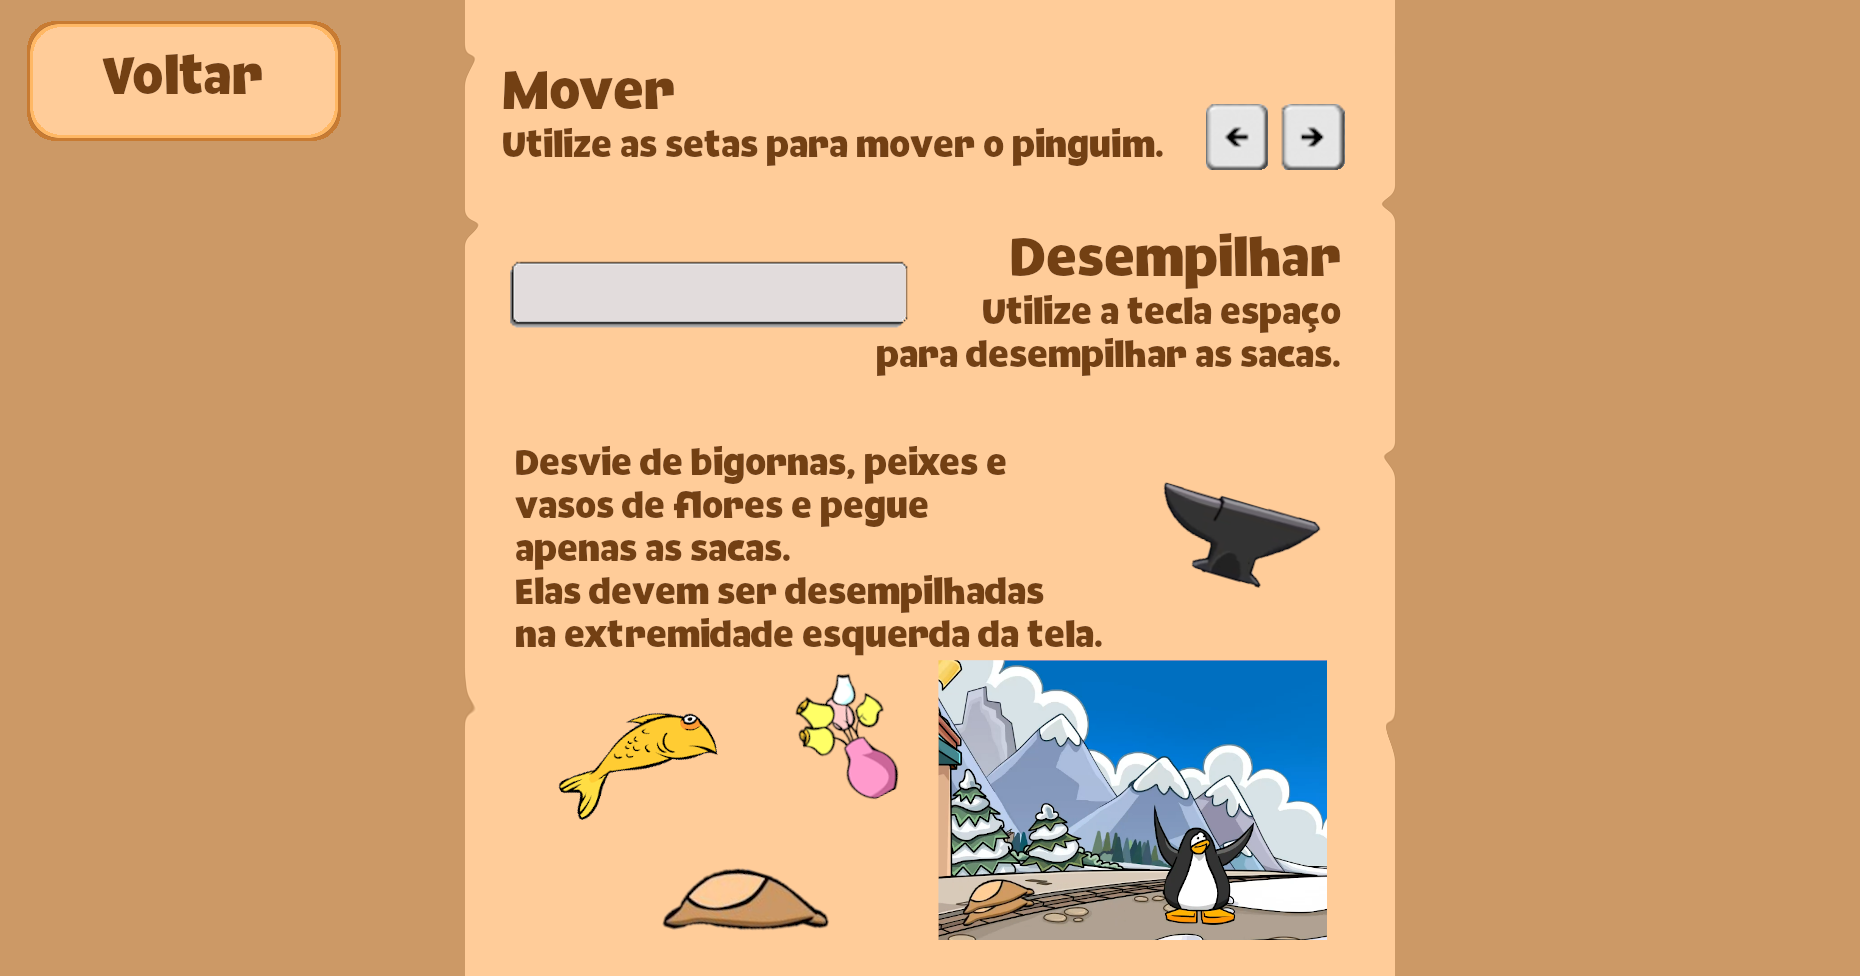 Voltar
Mover
Utilize as setas para mover o pinguim.
Desempilhar
Utilize a tecla espaço
para desempilhar as sacas.
Desvie de bigornas, peixes e
vasos de flores e pegue
apenas as sacas.
Elas devem ser desempilhadas
na extremidade esquerda da tela.